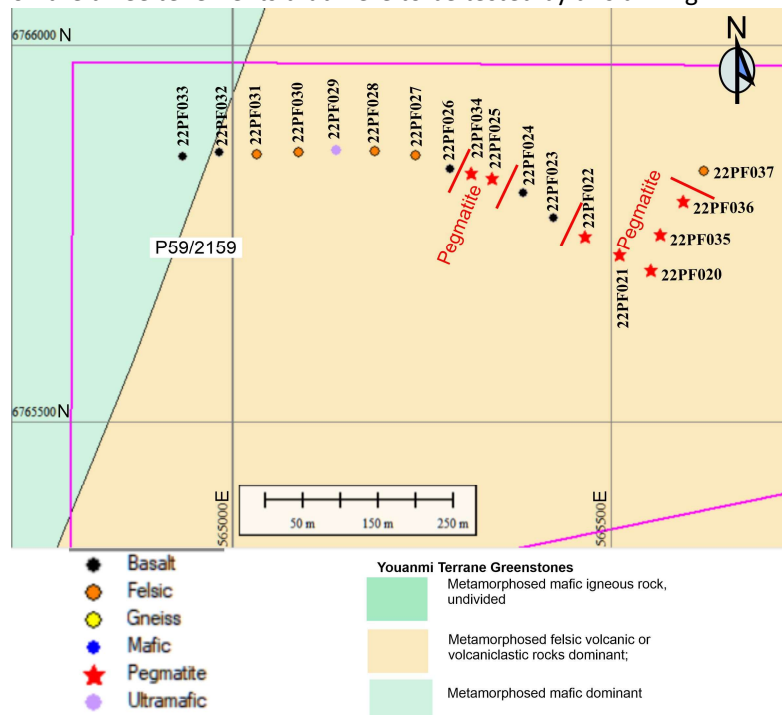 N
6766000 N
22PF033
22PF032
22PF031
22PF030
22PF029
22PF028
22PF027
22PF026
22PF034
22PF025
22PF024
22PF023
22PF022
22PF037
22PF036
22PF035
22PF020
22PF021
Pegmatite
Pegmatite
P59/2159
6765500 N
565000 E
565500 E
50 m 150 m 250 m
Basalt
Felsic
Gneiss
Mafic
Pegmatite
Ultramafic
Youanmi Terrane Greenstones
Metamorphosed mafic igneous rock,
undivided
Metamorphosed felsic volcanic or
volcaniclastic rocks dominant;
Metamorphosed mafic dominant